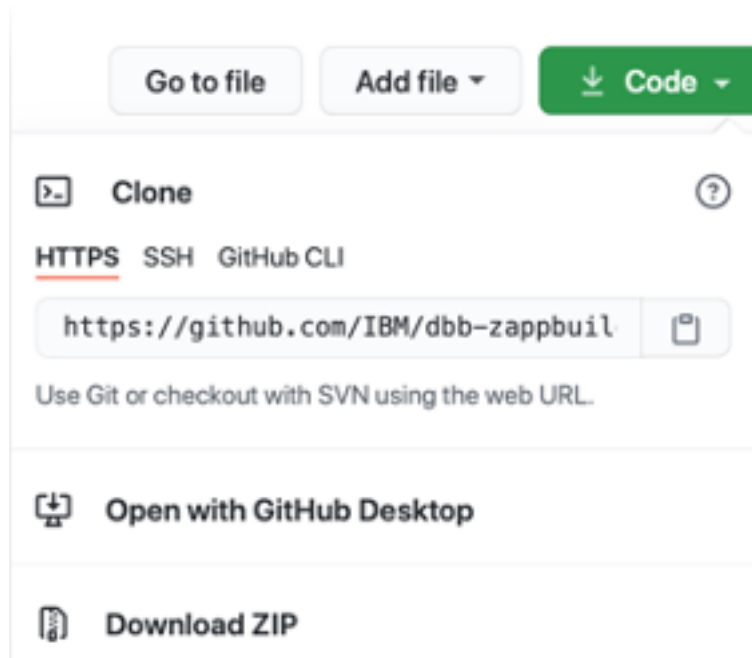 Go to file Add file Code
Clone
HTTPS SSH GitHub CLI
https://github.com/IBM/dbb-zappbuil
Use Git or checkout with SVN using the web URL.
Open with GitHub Desktop
Download ZIP